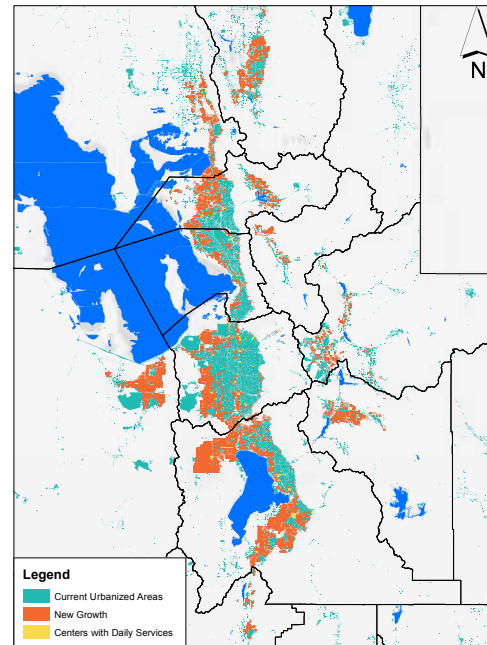 N
Legend
Current Urbanized Areas
New Growth
Centers with Daily Services